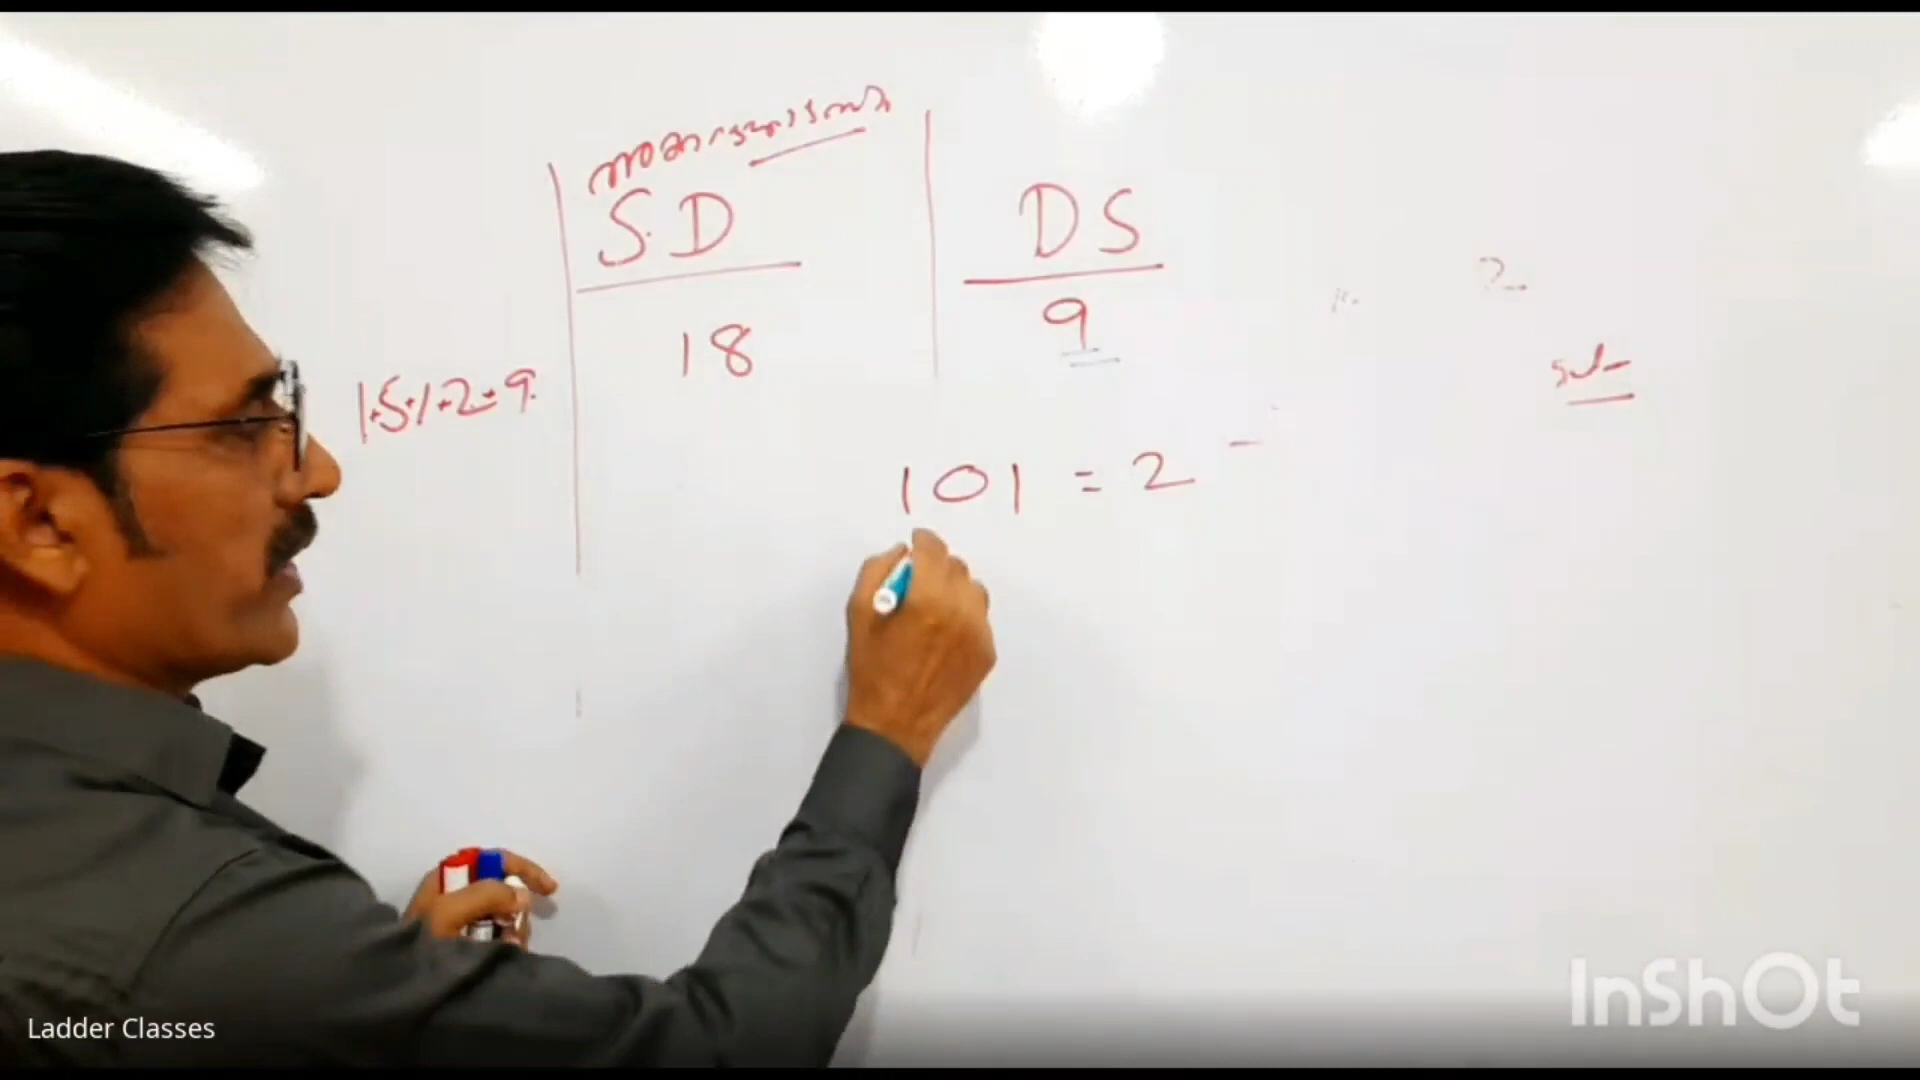 S.D
DS
18
9
1+5+1+2+9
101 = 2
Ladder Classes
InShOt